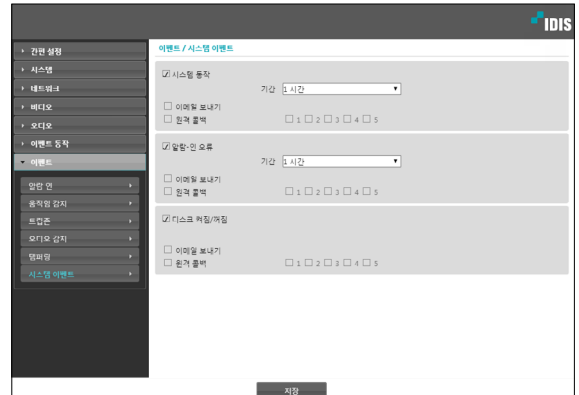 IDIS
간편 설정
시스템
네트워크
비디오
오디오
이벤트 동작
이벤트
알람 인
움직임 감지
트립존
오디오 감지
탬퍼링
시스템 이벤트
이벤트 / 시스템 이벤트
시스템 동작
기간 1 시간
이메일 보내기
원격 콜백 1 2 3 4 5
알람-인 오류
기간 1 시간
이메일 보내기
원격 콜백 1 2 3 4 5
디스크 켜짐/꺼짐
이메일 보내기
원격 콜백 1 2 3 4 5
저장